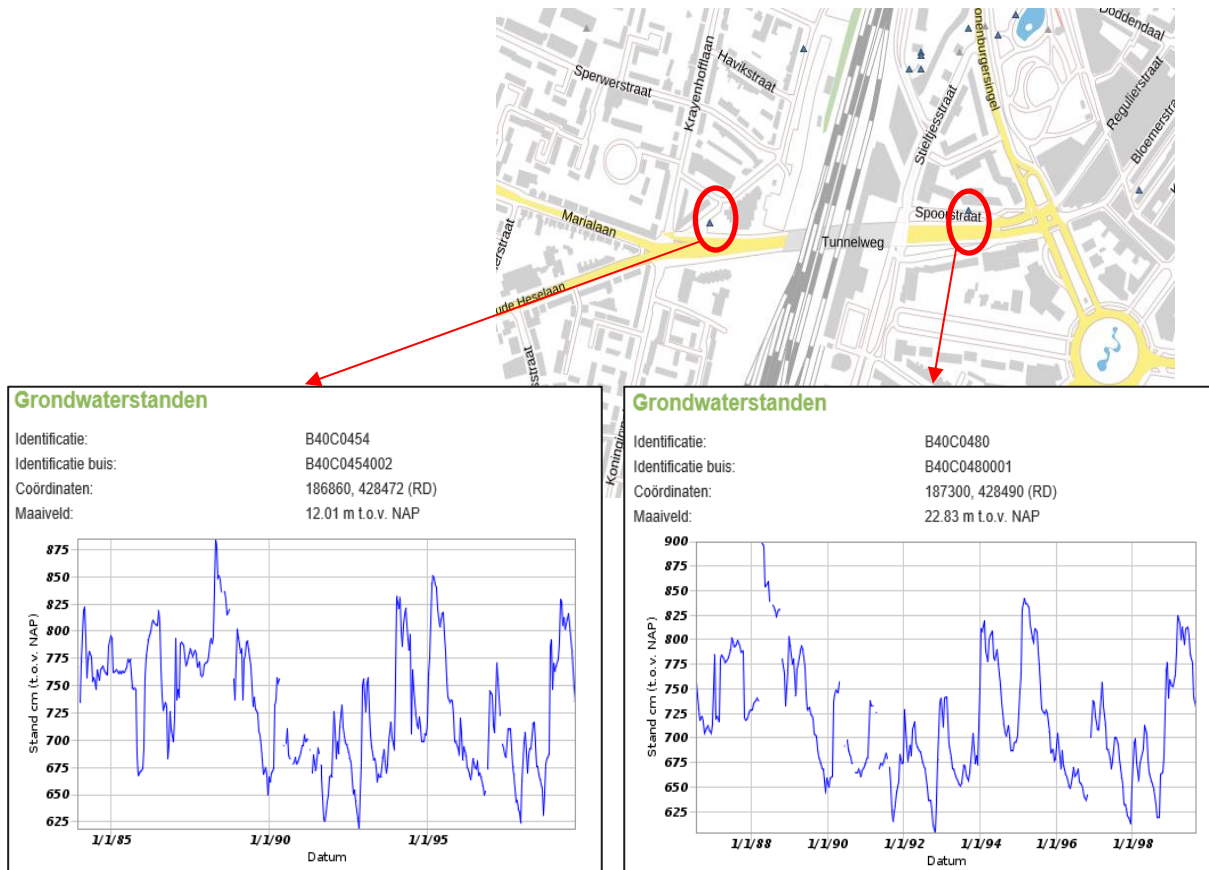 Doddendaal
Kronenburgersingel
Havikstraat
Sperwerstraat
Krayenhofflaan
Regulierstraat
Stieltjesstraat
Spoorstraat
Marialaan
Tunnelweg
ude Heselaan
Grondwaterstanden
Identificatie: B40C0454
Identificatie buis: B40C0454002
Coördinaten: 186860, 428472 (RD)
Maaiveld: 12.01 m t.o.v. NAP
Stand cm (t.o.v. NAP)
875
850
825
800
775
750
725
700
675
650
625
1/1/85 1/1/90 1/1/95
Datum
Grondwaterstanden
Identificatie: B40C0480
Identificatie buis: B40C0480001
Coördinaten: 187300, 428490 (RD)
Maaiveld: 22.83 m t.o.v. NAP
Stand cm (t.o.v. NAP)
900
875
850
825
800
775
750
725
700
675
650
625
1/1/88 1/1/90 1/1/92 1/1/94 1/1/96 1/1/98
Datum